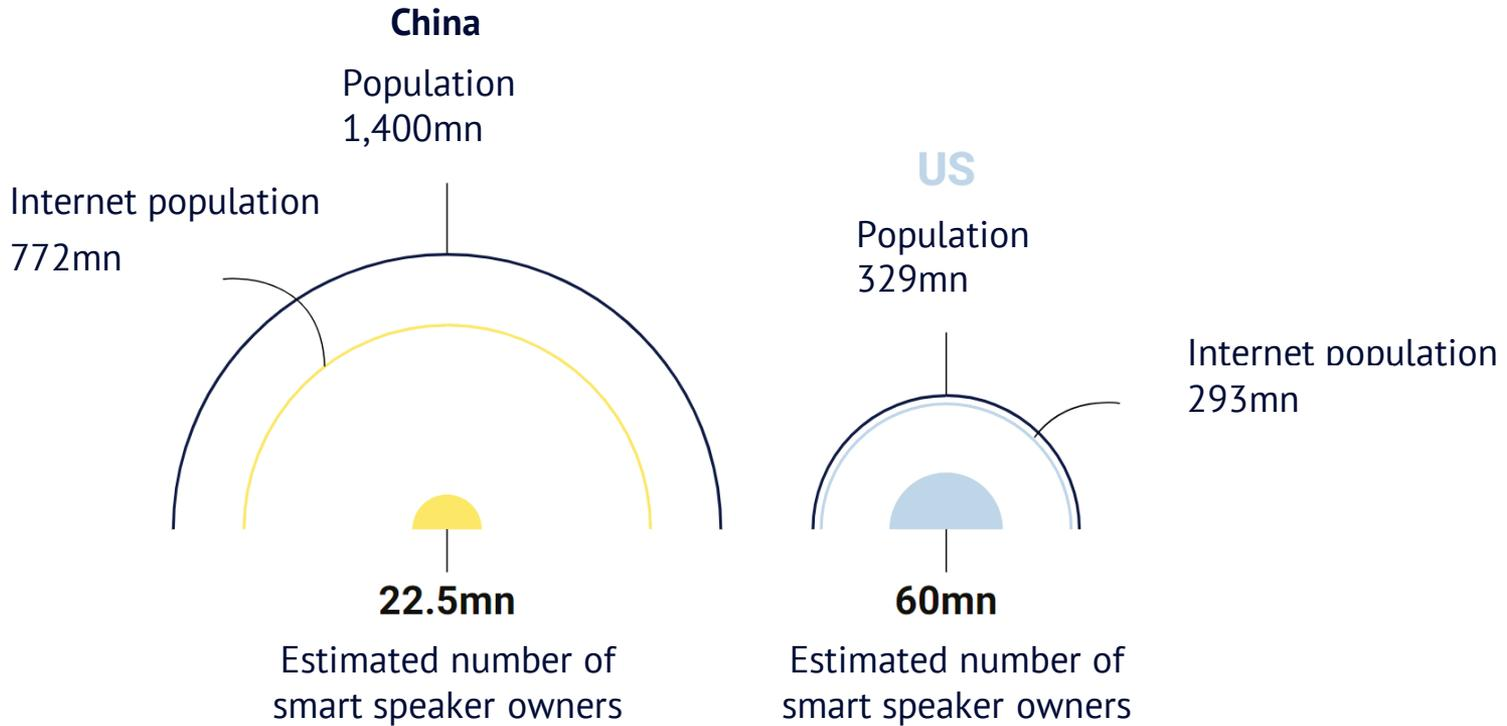 China
Population
1,400mn
Internet population
772mn
US
Population
329mn
Internet population
293mn
22.5mn
Estimated number of
smart speaker owners
60mn
Estimated number of
smart speaker owners